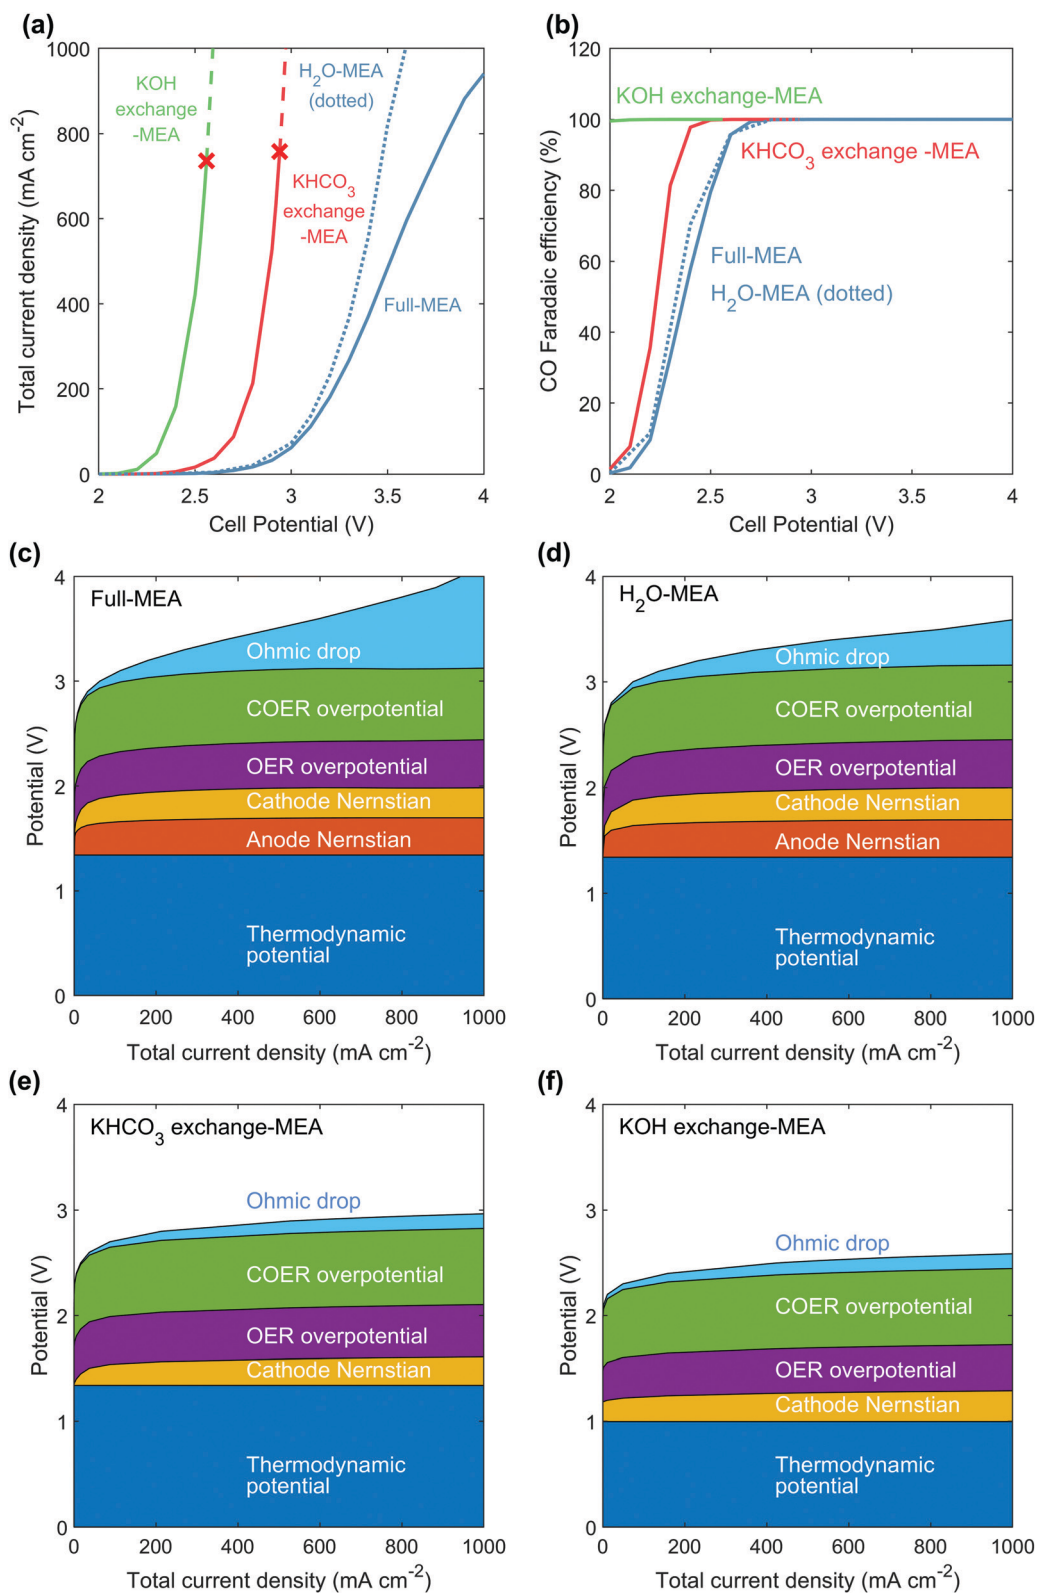 (a)
1000
800
600
400
200
0
2
2.5
3
3.5
4
Total current density (mA cm-2)
Cell Potential (V)
KOH
exchange
-MEA
H2O-MEA
(dotted)
KHCO3
exchange
-MEA
Full-MEA
(b)
120
100
80
60
40
20
0
2
2.5
3
3.5
4
CO Faradaic efficiency (%)
Cell Potential (V)
KOH exchange-MEA
KHCO3 exchange -MEA
Full-MEA
H2O-MEA (dotted)
(c)
4
3
2
1
0
0
200
400
600
800
1000
Potential (V)
Total current density (mA cm-2)
Full-MEA
Ohmic drop
COER overpotential
OER overpotential
Cathode Nernstian
Anode Nernstian
Thermodynamic
potential
(d)
4
3
2
1
0
0
200
400
600
800
1000
Potential (V)
Total current density (mA cm-2)
H2O-MEA
Ohmic drop
COER overpotential
OER overpotential
Cathode Nernstian
Anode Nernstian
Thermodynamic
potential
(e)
4
3
2
1
0
0
200
400
600
800
1000
Potential (V)
Total current density (mA cm-2)
KHCO3 exchange-MEA
Ohmic drop
COER overpotential
OER overpotential
Cathode Nernstian
Thermodynamic
potential
(f)
4
3
2
1
0
0
200
400
600
800
1000
Potential (V)
Total current density (mA cm-2)
KOH exchange-MEA
Ohmic drop
COER overpotential
OER overpotential
Cathode Nernstian
Thermodynamic
potential